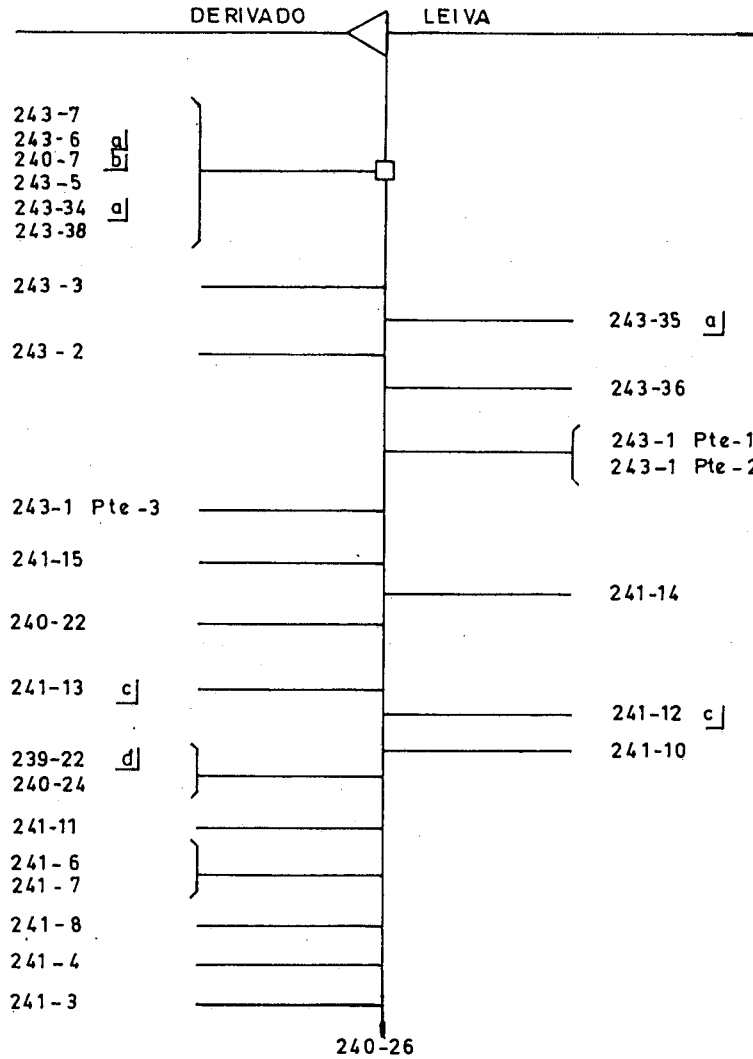 DERIVADO LEIVA
243-7
243-6 a
240-7 b
243-5
243-34 a
243-38
243-3
243-35 a
243-2
243-36
243-1 Pte-1
243-1 Pte-2
243-1 Pte-3
241-15
241-14
240-22
241-13 c
241-12 c
241-10
239-22 d
240-24
241-11
241-6
241-7
241-8
241-4
241-3
240-26